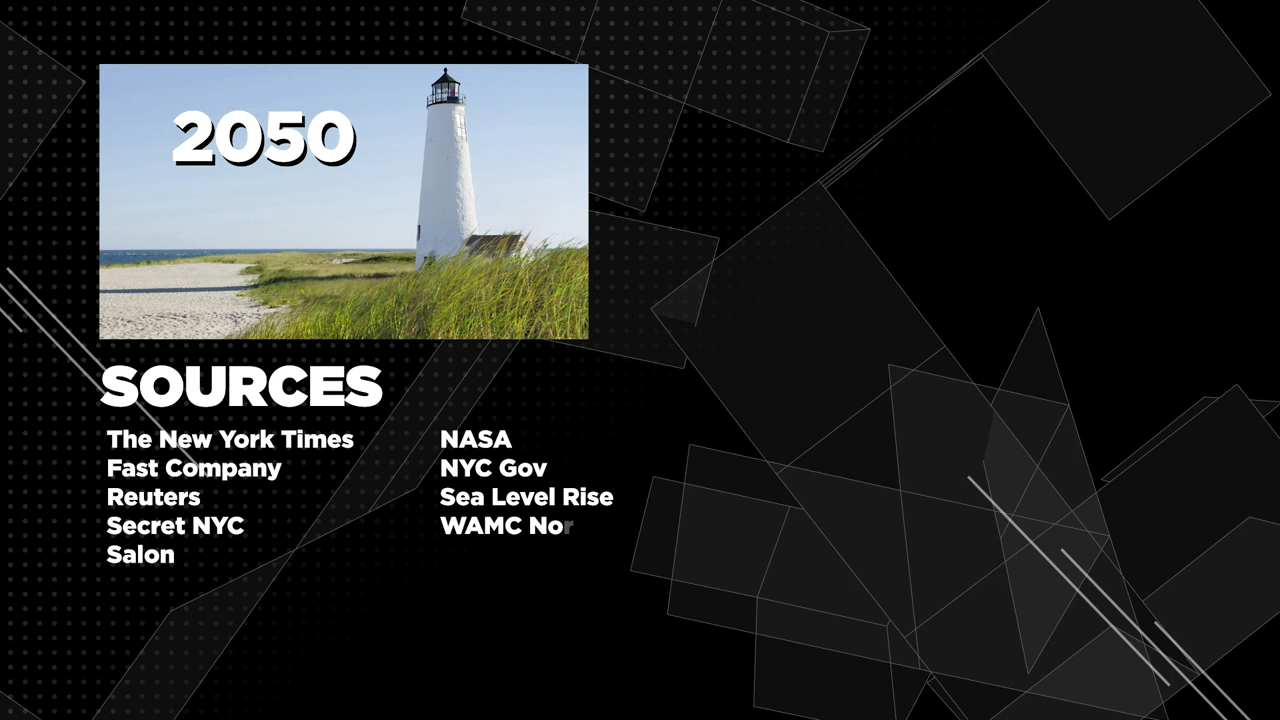 2050
SOURCES
The New York Times
Fast Company
Reuters
Secret NYC
Salon
NASA
NYC Gov
Sea Level Rise
WAMC Nor